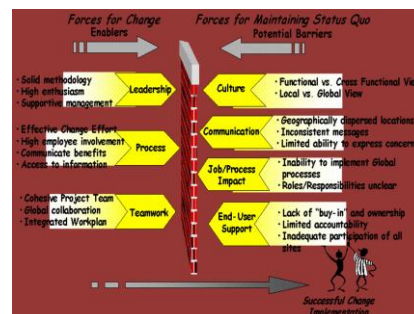 Forces for Change
Enablers
Forces for Maintaining Status Quo
Potential Barriers
• Solid methodology
• High enthusiasm
• Supportive management
Leadership
• Effective Change Effort
• High employee involvement
• Communicate benefits
• Access to information
Process
• Cohesive Project Team
• Global collaboration
• Integrated Workplan
Teamwork
Culture
• Functional vs. Cross Functional Vie
• Local vs. Global View
Communication
• Geographically dispersed locations
• Inconsistent messages
• Limited ability to express concern
Job/Process
Impact
• Inability to implement Global
processes
• Roles/Responsibilities unclear
End-User
Support
• Lack of "buy-in" and ownership
• Limited accountability
• Inadequate participation of all
sites
Successful Change
Implementation